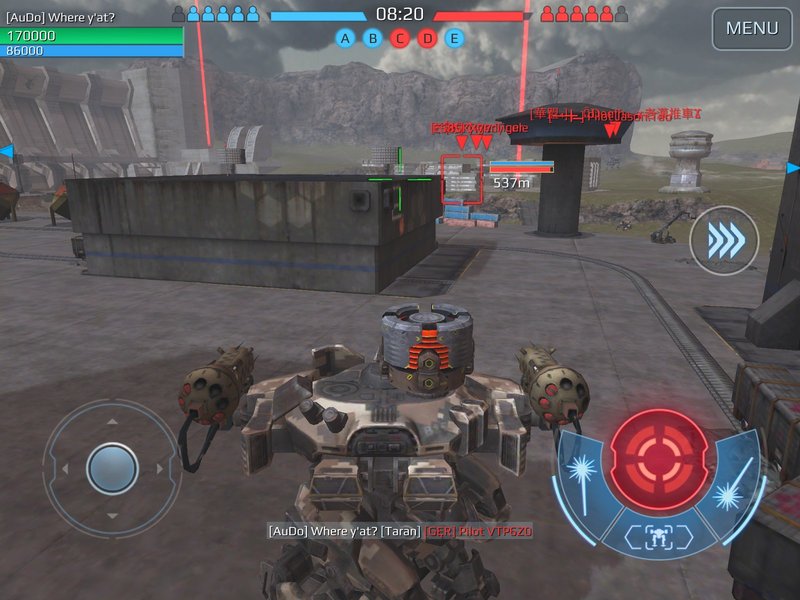 [AuDo] Where y'at?
170000
86000
08:20
MENU
A B C D E
537m
[AuDo] Where y'at? [Taran] [GER] Pilot VTP6Z0